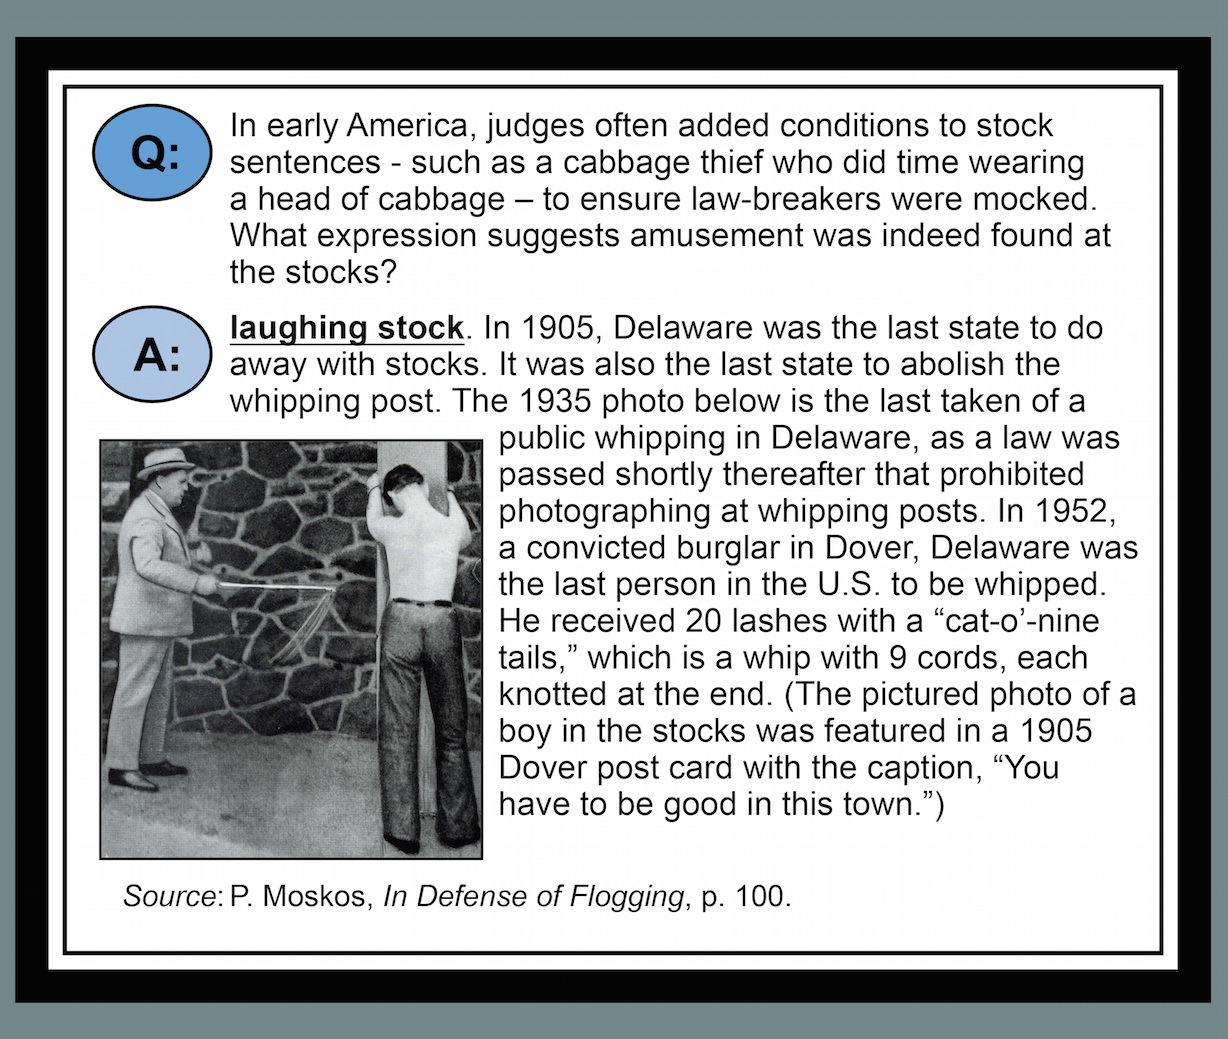 Q:
In early America, judges often added conditions to stock
sentences - such as a cabbage thief who did time wearing
a head of cabbage – to ensure law-breakers were mocked.
What expression suggests amusement was indeed found at
the stocks?
A:
laughing stock. In 1905, Delaware was the last state to do
away with stocks. It was also the last state to abolish the
whipping post. The 1935 photo below is the last taken of a
public whipping in Delaware, as a law was
passed shortly thereafter that prohibited
photographing at whipping posts. In 1952,
a convicted burglar in Dover, Delaware was
the last person in the U.S. to be whipped.
He received 20 lashes with a “cat-o’-nine
tails,” which is a whip with 9 cords, each
knotted at the end. (The pictured photo of a
boy in the stocks was featured in a 1905
Dover post card with the caption, “You
have to be good in this town.”)
Source: P. Moskos, In Defense of Flogging, p. 100.